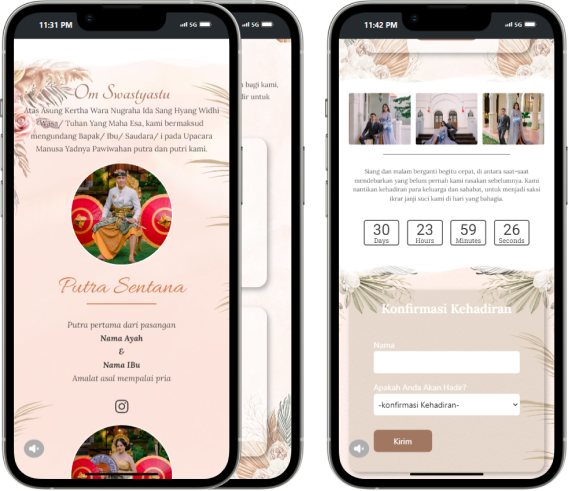 11:31 PM
5G
Om Swastyastu
Atas Asung Kertha Wara Nugraha Ida Sang Hyang Widhi
Wasa/ Tuhan Yang Maha Esa, kami bermaksud
mengundang Bapak/ Ibu/ Saudara/ i pada Upacara
Manusa Yadnya Pawiwahan putra dan putri kami.
Putra Sentana
Putra pertama dari pasangan
Nama Ayah
&
Nama IBu
Amalat asal mempalai pria
5G
bagi kami,
dir untuk
11:42 PM
5G
Siang dan malam berganti begitu cepat, di antara saat-saat
mendebarkan yang belum pernah kami rasakan sebelumnya. Kami
nantikan kehadiran para keluarga dan sahabat, untuk menjadi saksi
ikrar janji suci kami di hari yang bahagia.
30 23 59 26
Days Hours Minutes Seconds
Konfirmasi Kehadiran
Nama
Apakah Anda Akan Hadir?
-konfirmasi Kehadiran-
Kirim